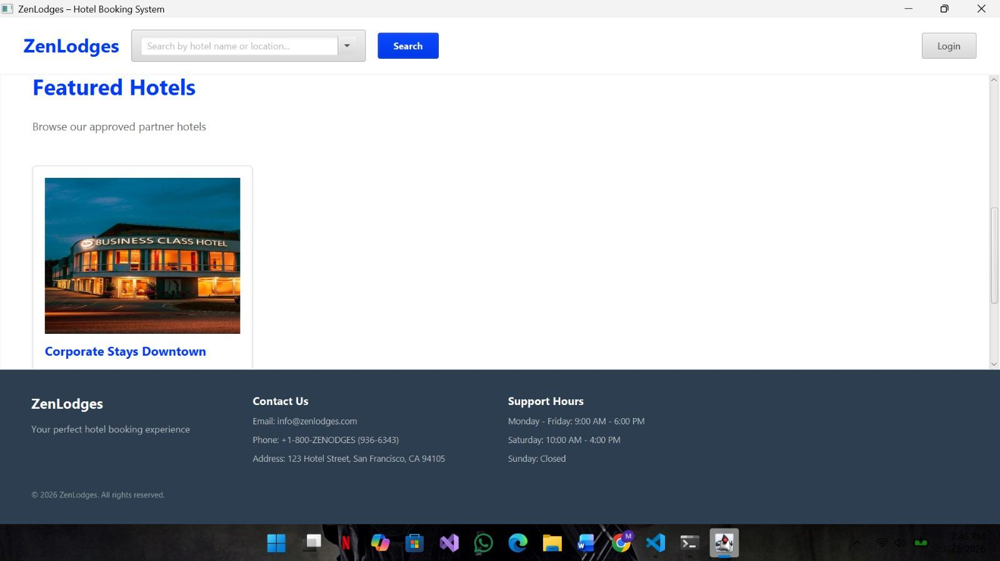 ZenLodges – Hotel Booking System
ZenLodges
Search by hotel name or location...
Search
Login
Featured Hotels
Browse our approved partner hotels
BCH BUSINESS CLASS HOTEL
Corporate Stays Downtown
ZenLodges
Your perfect hotel booking experience
Contact Us
Email: info@zenlodges.com
Phone: +1-800-ZENODGES (936-6343)
Address: 123 Hotel Street, San Francisco, CA 94105
Support Hours
Monday - Friday: 9:00 AM - 6:00 PM
Saturday: 10:00 AM - 4:00 PM
Sunday: Closed
© 2026 ZenLodges. All rights reserved.
M
2:46 PM
3/25/2026